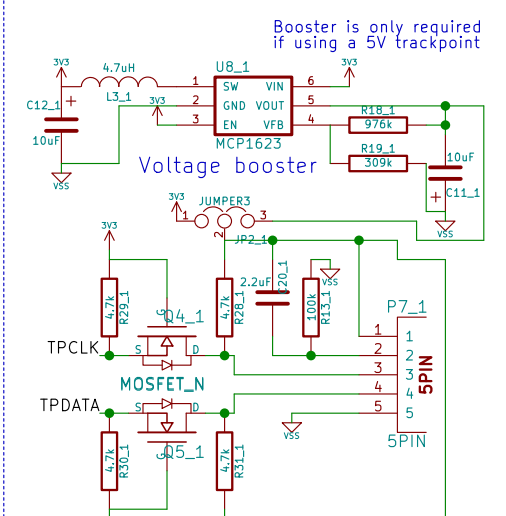 Booster is only required
if using a 5V trackpoint
3V3
4.7uH
L3_1
C12_1
+
10uF
VSS
3V3
U8_1
1 SW VIN 6
2 GND VOUT 5
3 EN VFB 4
MCP1623
3V3
R18_1
976k
R19_1
309k
10uF
+
C11_1
VSS
Voltage booster
3V3
JUMPER3
1 3
2
JP2_1
3V3
4.7k
R29_1
G
Q4_1
S D
4.7k
R28_1
2.2uF
C20_1
100k
R13_1
VSS
P7_1
1 1
2 2
3 3
4 4
5 5
5PIN
5PIN
VSS
TPCLK
MOSFET_N
TPDATA
S D
G
Q5_1
4.7k
R30_1
4.7k
R31_1